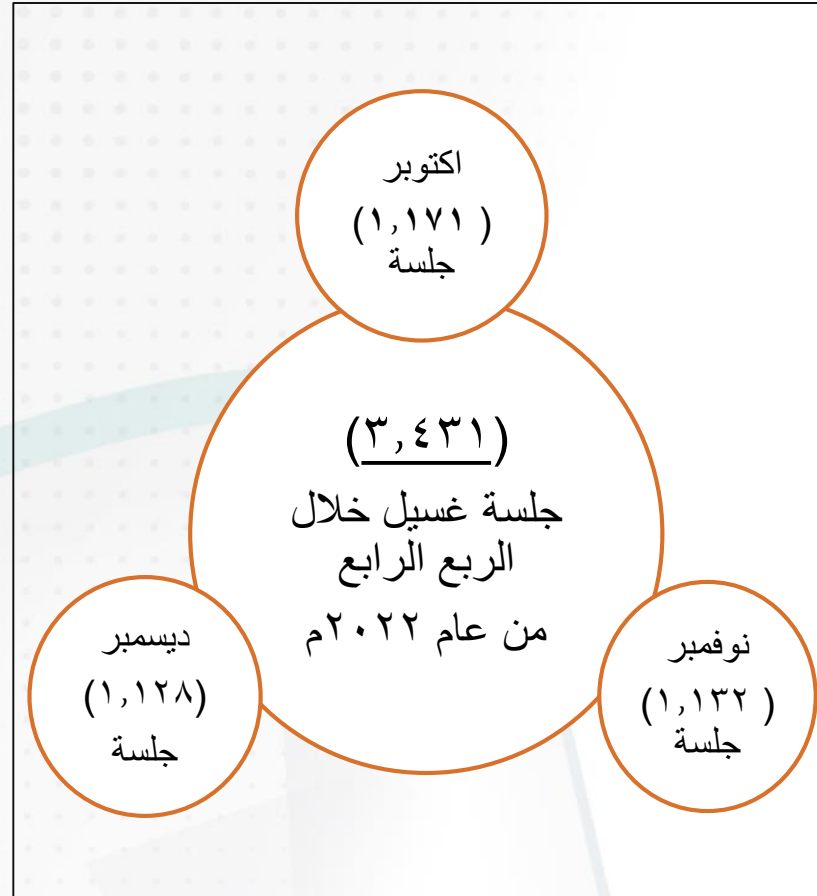 اكتوبر
( ١,١٧١)
جلسة
(٣,٤٣١)
جلسة غسيل خلال
الربع الرابع
من عام ٢٠٢٢م
نوفمبر
( ١,١٣٢)
جلسة
ديسمبر
(١,١٢٨)
جلسة